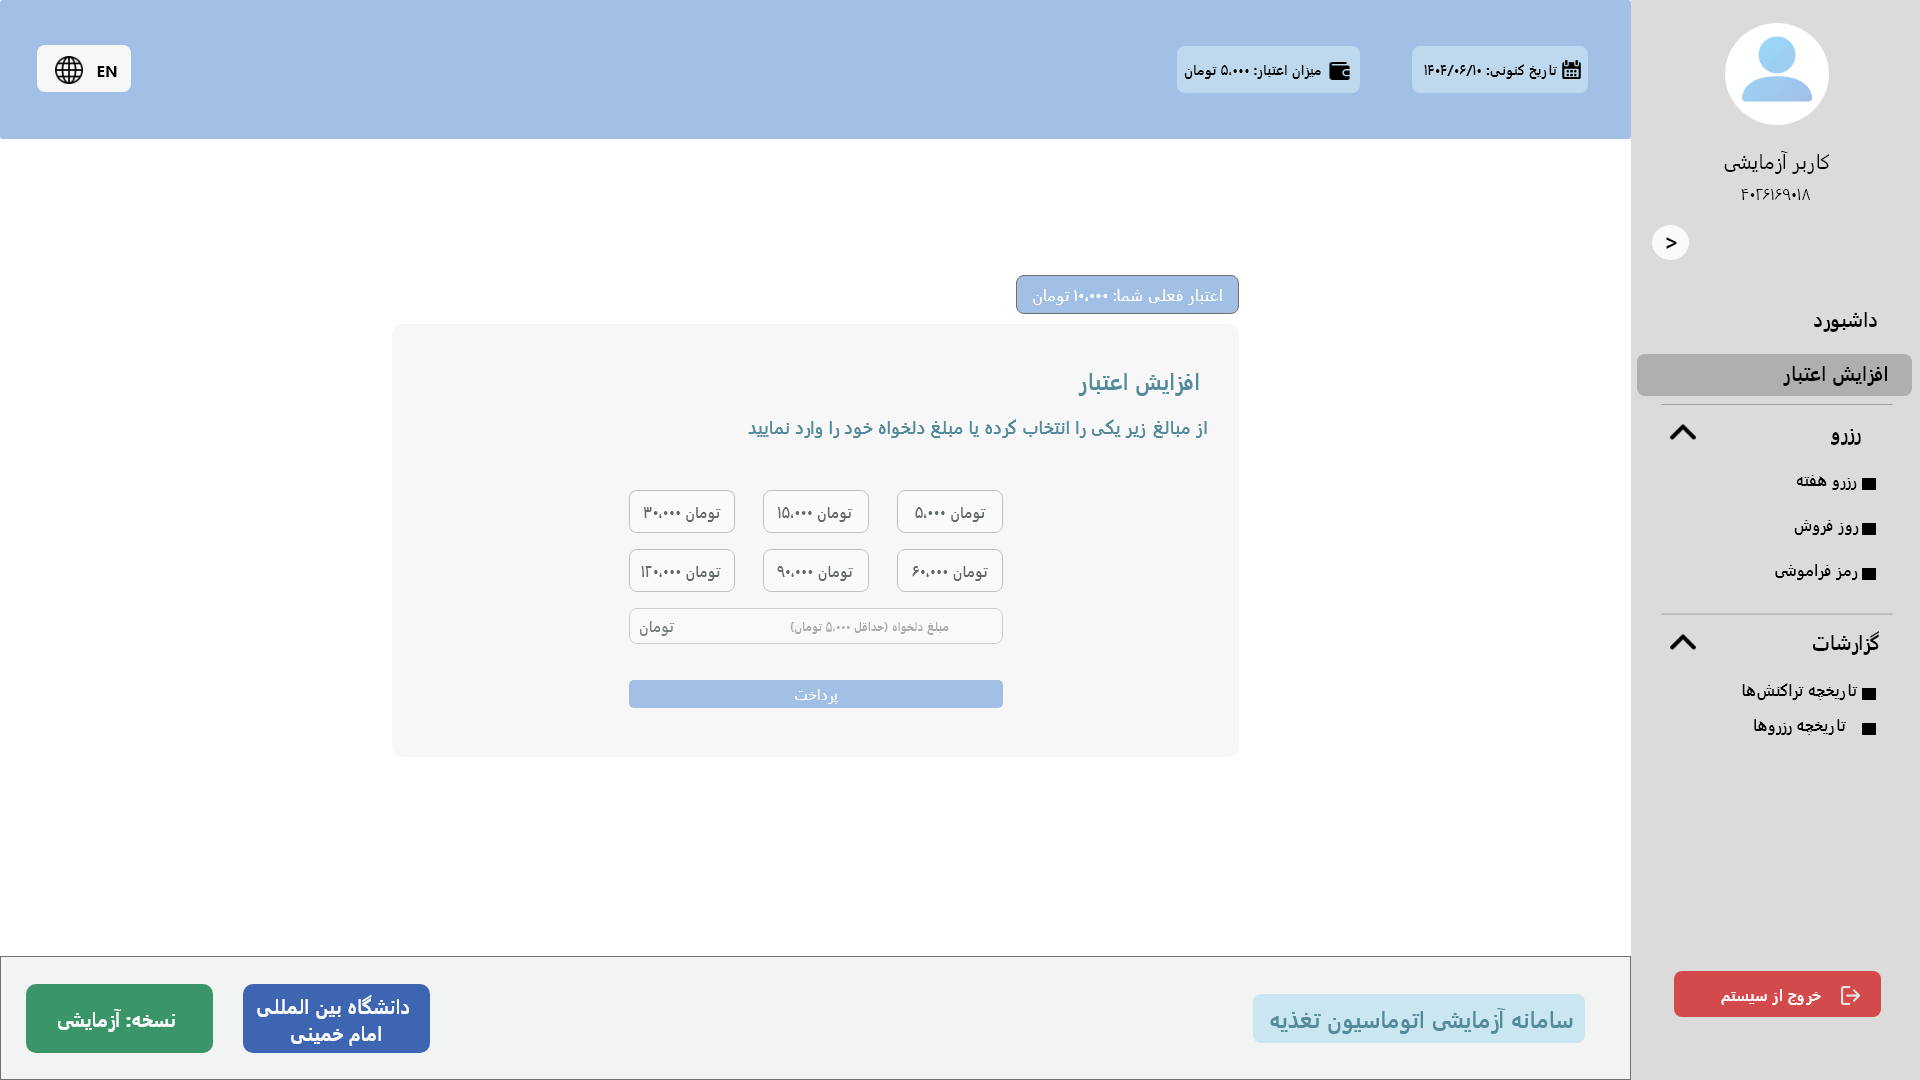 تاریخ کنونی: ۱۴۰۴/۰۶/۱۰
میزان اعتبار: ۵،۰۰۰ تومان
EN
کاربر آزمایشی
۴۰۲۶۱۶۹۰۱۸
>
داشبورد
افزایش اعتبار
رزرو
رزرو هفته
روز فروش
رمز فراموشی
گزارشات
تاریخچه تراکنش‌ها
تاریخچه رزروها
خروج از سیستم
اعتبار فعلی شما: ۱۰،۰۰۰ تومان
افزایش اعتبار
از مبالغ زیر یکی را انتخاب کرده یا مبلغ دلخواه خود را وارد نمایید
تومان ۵،۰۰۰
تومان ۱۵،۰۰۰
تومان ۳۰،۰۰۰
تومان ۶۰،۰۰۰
تومان ۹۰،۰۰۰
تومان ۱۲۰،۰۰۰
مبلغ دلخواه (حداقل ۵،۰۰۰ تومان)
تومان
پرداخت
سامانه آزمایشی اتوماسیون تغذیه
دانشگاه بین المللی
امام خمینی
نسخه: آزمایشی